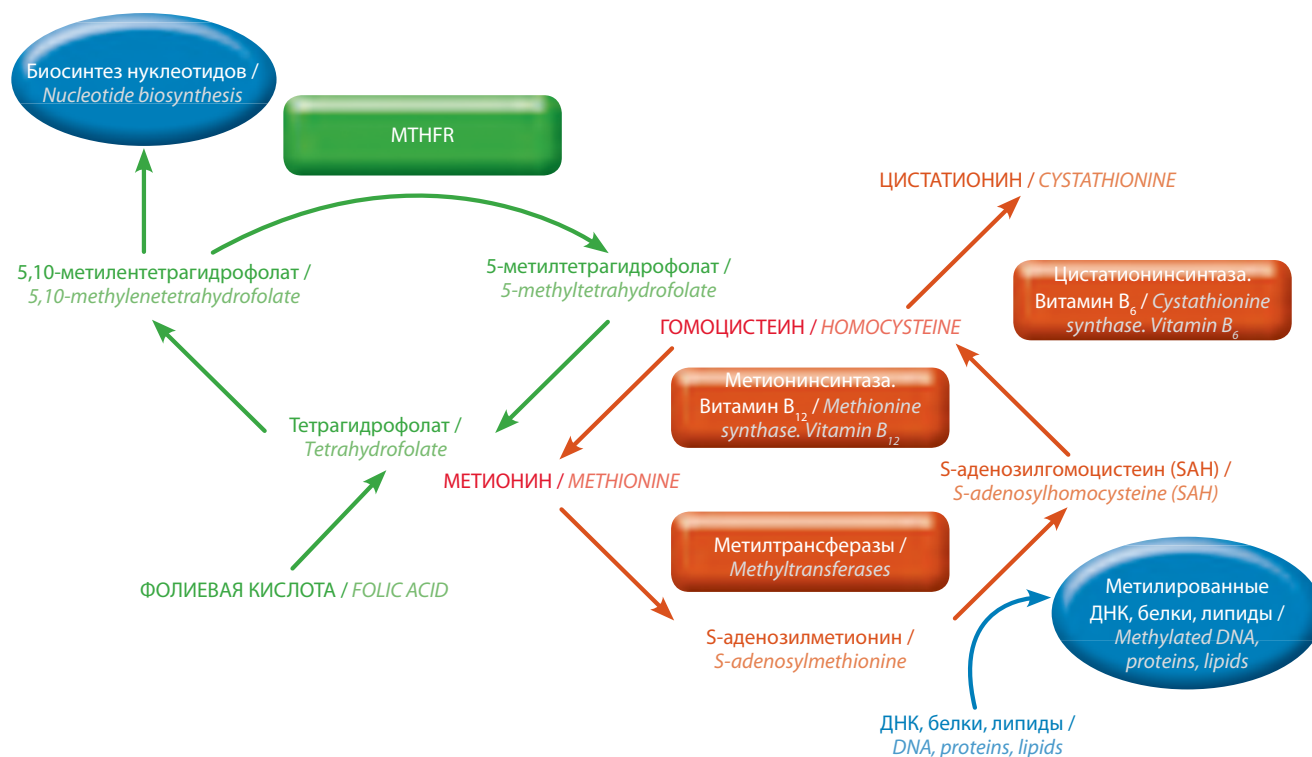 Биосинтез нуклеотидов /
Nucleotide biosynthesis
MTHFR
ЦИСТАТИОНИН / CYSTATHIONINE
5,10-метилентетрагидрофолат /
5,10-methylenetetrahydrofolate
5-метилтетрагидрофолат /
5-methyltetrahydrofolate
Цистатионинсинтаза.
Витамин B6 / Cystathionine
synthase. Vitamin B6
ГОМОЦИСТЕИН / HOMOCYSTEINE
Метионинсинтаза.
Витамин B12 / Methionine
synthase. Vitamin B12
Тетрагидрофолат /
Tetrahydrofolate
МЕТИОНИН / METHIONINE
S-аденозилгомоцистеин (SAH) /
S-adenosylhomocysteine (SAH)
Метилтрансферазы /
Methyltransferases
ФОЛИЕВАЯ КИСЛОТА / FOLIC ACID
Метилированные
ДНК, белки, липиды /
Methylated DNA,
proteins, lipids
S-аденозилметионин /
S-adenosylmethionine
ДНК, белки, липиды /
DNA, proteins, lipids